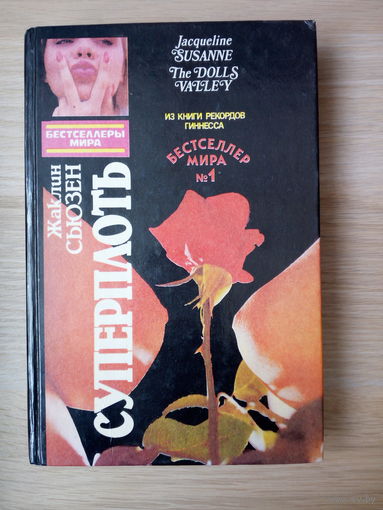 Jacqueline
SUSANNE
The DOLLS
VALLEY
ИЗ КНИГИ РЕКОРДОВ
ГИННЕССА
БЕСТСЕЛЛЕР
МИРА
№1
БЕСТСЕЛЛЕРЫ
МИРА
Жаклин
СЬЮЗЕН
СУПЕРПЛОТЬ